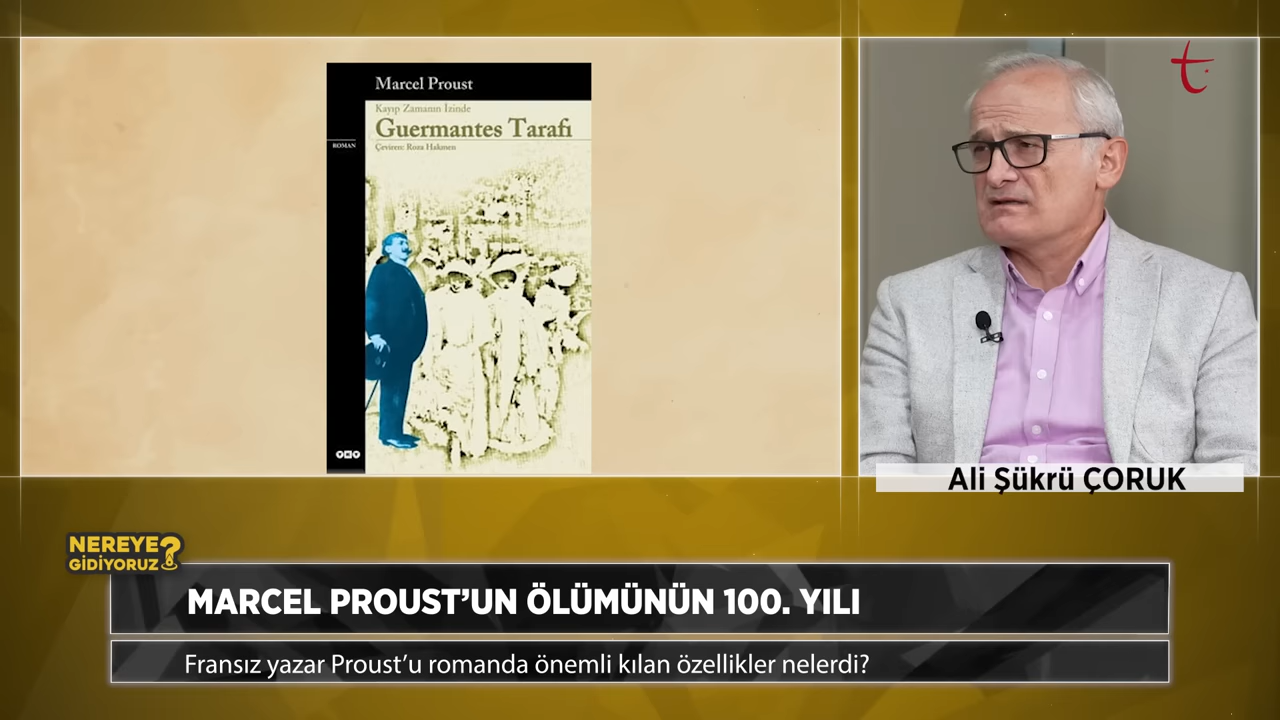 Marcel Proust
Kayıp Zamanın İzinde
Guermantes Tarafı
ROMAN
Çeviren: Roza Hakmen
YKY
t.
Ali Şükrü ÇORUK
NEREYE
GİDİYORUZ?
MARCEL PROUST’UN ÖLÜMÜNÜN 100. YILI
Fransız yazar Proust’u romanda önemli kılan özellikler nelerdi?